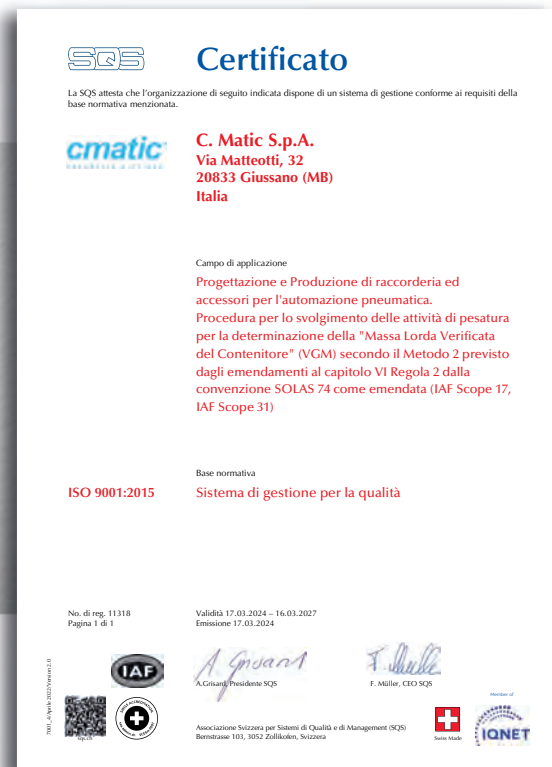 SQS
Certificato
La SQS attesta che l'organizzazione di seguito indicata dispone di un sistema di gestione conforme ai requisiti della
base normativa menzionata.
cmatic
C. Matic S.p.A.
Via Matteotti, 32
20833 Giussano (MB)
Italia
Campo di applicazione
Progettazione e Produzione di raccorderia ed
accessori per l'automazione pneumatica.
Procedura per lo svolgimento delle attività di pesatura
per la determinazione della "Massa Lorda Verificata
del Contenitore" (VGM) secondo il Metodo 2 previsto
dagli emendamenti al capitolo VI Regola 2 dalla
convenzione SOLAS 74 come emendata (IAF Scope 17,
IAF Scope 31)
Base normativa
ISO 9001:2015 Sistema di gestione per la qualità
No. di reg. 11318
Pagina 1 di 1
Validità 17.03.2024 – 16.03.2027
Emissione 17.03.2024
7001_4/Aprile 2022/Version 2.0
IAF
A. Grisard
A.Grisard, Presidente SQS
F. Müller, CEO SQS
sqs.ch
Associazione Svizzera per Sistemi di Qualità e di Management (SQS)
Bernstrasse 103, 3052 Zollikofen, Svizzera
Swiss Made
Member of
IQNET